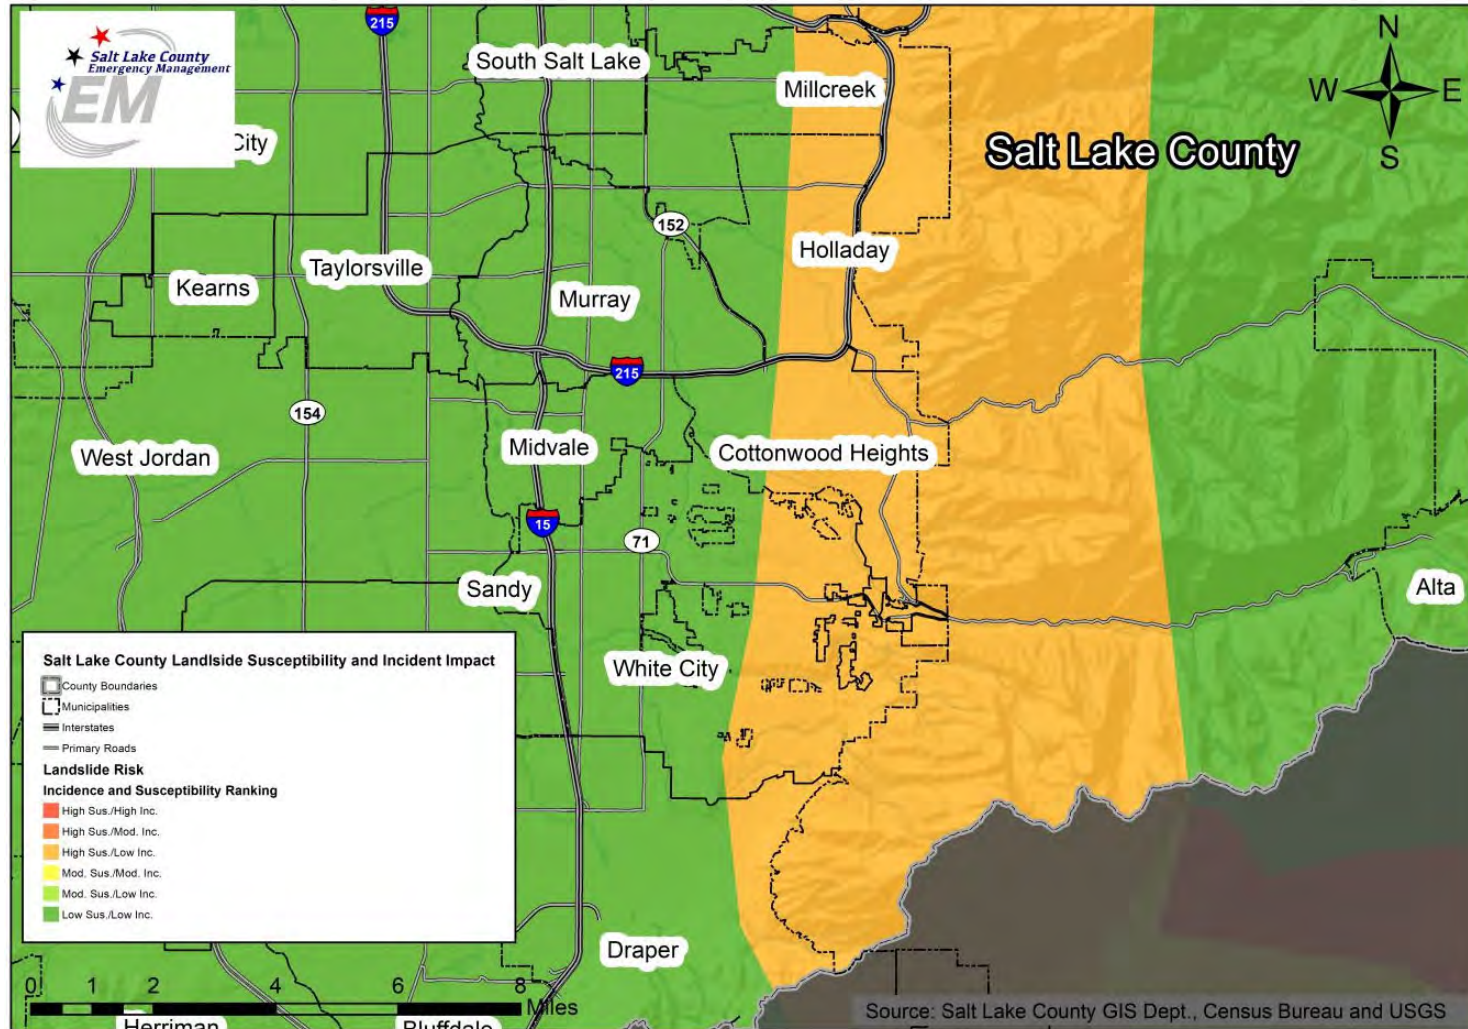 215
Salt Lake County
Emergency Management
EM
City
South Salt Lake
Millcreek
N
W E
S
Salt Lake County
152
Holladay
Taylorsville
Kearns
Murray
215
154
West Jordan
Midvale
Cottonwood Heights
15
71
Sandy
Alta
White City
Salt Lake County Landlside Susceptibility and Incident Impact
County Boundaries
Municipalities
Interstates
Primary Roads
Landslide Risk
Incidence and Susceptibility Ranking
High Sus./High Inc.
High Sus./Mod. Inc.
High Sus./Low Inc.
Mod. Sus./Mod. Inc.
Mod. Sus./Low Inc.
Low Sus./Low Inc.
Draper
0 1 2 4 6 8
Miles
Source: Salt Lake County GIS Dept., Census Bureau and USGS
Herriman
Bluffdale